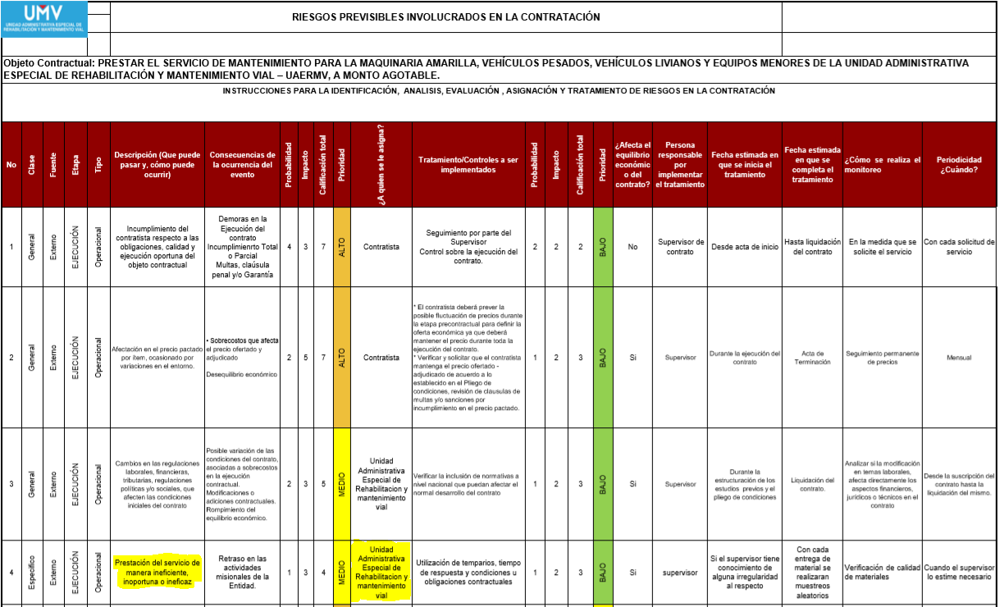 UMV
UNIDAD ADMINISTRATIVA ESPECIAL DE
REHABILITACIÓN Y MANTENIMIENTO VIAL
RIESGOS PREVISIBLES INVOLUCRADOS EN LA CONTRATACIÓN
Objeto Contractual: PRESTAR EL SERVICIO DE MANTENIMIENTO PARA LA MAQUINARIA AMARILLA, VEHÍCULOS PESADOS, VEHÍCULOS LIVIANOS Y EQUIPOS MENORES DE LA UNIDAD ADMINISTRATIVA
ESPECIAL DE REHABILITACIÓN Y MANTENIMIENTO VIAL – UAERMV, A MONTO AGOTABLE.
INSTRUCCIONES PARA LA IDENTIFICACIÓN, ANALISIS, EVALUACIÓN , ASIGNACIÓN Y TRATAMIENTO DE RIESGOS EN LA CONTRATACIÓN
No
Clase
Fuente
Etapa
Tipo
Descripción (Que puede
pasar y, cómo puede
ocurrir)
Consecuencias de
la ocurrencia del
evento
Probabilidad
Impacto
Calificación total
Prioridad
¿A quien se le asigna?
Tratamiento/Controles a ser
implementados
Probabilidad
Impacto
Calificación total
Prioridad
¿Afecta el
equilibrio
económic
o del
contrato?
Persona
responsable
por
implementar
el tratamiento
Fecha estimada en
que se inicia el
tratamiento
Fecha estimada
en que se
completa el
tratamiento
¿Cómo se realiza el
monitoreo
Periodicidad
¿Cuándo?
1
General
Externo
EJECUCIÓN
Operacional
Incumplimiento del
contratista respecto a las
obligaciones, calidad y
ejecución oportuna del
objeto contractual
Demoras en la
Ejecución del
contrato
Incumplimienrto Total
o Parcial
Multas, claúsula
penal y/o Garantía
4
3
7
ALTO
Contratista
Seguimiento por parte del
Supervisor
Control sobre la ejecución del
contrato.
2
2
2
BAJO
No
Supervisor de
contrato
Desde acta de inicio
Hasta liquidación
del contrato
En la medida que se
solicite el servicio
Con cada solicitud de
servicio
2
General
Externo
EJECUCIÓN
Operacional
Afectación en el precio pactado
por ítem, ocasionado por
variaciones en el entorno.
• Sobrecostos que afecta
el precio ofertado y
adjudicado
Desequilibrio económico
2
5
7
ALTO
Contratista
* El contratista deberá prever la
posible fluctuación de precios durante
la etapa precontractual para definir la
oferta económica ya que deberá
mantener el precio durante toda la
ejecución del contrato.
* Verificar y solicitar que el contratista
mantenga el precio ofertado -
adjudicado de acuerdo a lo
establecido en el Pliego de
condiciones, revisión de clausulas de
multas y/o sanciones por
incumplimiento en el precio pactado.
1
2
3
BAJO
Si
Supervisor
Durante la ejecución del
contrato
Acta de
Terminación
Seguimiento permanente
de precios
Mensual
3
General
Externo
EJECUCIÓN
Operacional
Cambios en las regulaciones
laborales, financieras,
tributarias, regulaciones
políticas y/o sociales, que
afecten las condiciones
iniciales del contrato
Posible variación de las
condiciones del contrato,
asociadas a sobrecostos
en la ejecución
contractual.
Modificaciones o
adiciones contractuales.
Rompimiento del
equilibrio económico.
2
3
5
MEDIO
Unidad
Administrativa
Especial de
Rehabilitacion y
mantenimiento
vial
Verificar la inclusión de normativas a
nivel nacional que puedan afectar el
normal desarrollo del contrato
1
2
3
BAJO
Si
Supervisor
Durante la
estructuración de los
estudios previos y el
pliego de condiciones
Liquidación del
contrato.
Analizar si la modificación
en temas laborales,
afecta directamente los
aspectos financieros,
jurídicos o técnicos en el
contrato
Desde la suscripción del
contrato hasta la
liquidación del mismo.
4
Especifico
Externo
EJECUCIÓN
Operacional
Prestación del servicio de
manera ineficiente,
inoportuna o ineficaz
Retraso en las
actividades
misionales de la
Entidad.
1
3
4
MEDIO
Unidad
Administrativa
Especial de
Rehabilitacion y
mantenimiento
vial
Utilización de temparios, tiempo
de respuesta y condiciones u
obligaciones contractuales
1
2
3
BAJO
Si
supervisor
Si el supervisor tiene
conocimiento de
alguna irregularidad
al respecto
Con cada
entrega de
material se
realizaran
muestreos
aleatorios
Verificación de calidad
de materiales
Cuando el supervisor
lo estime necesario